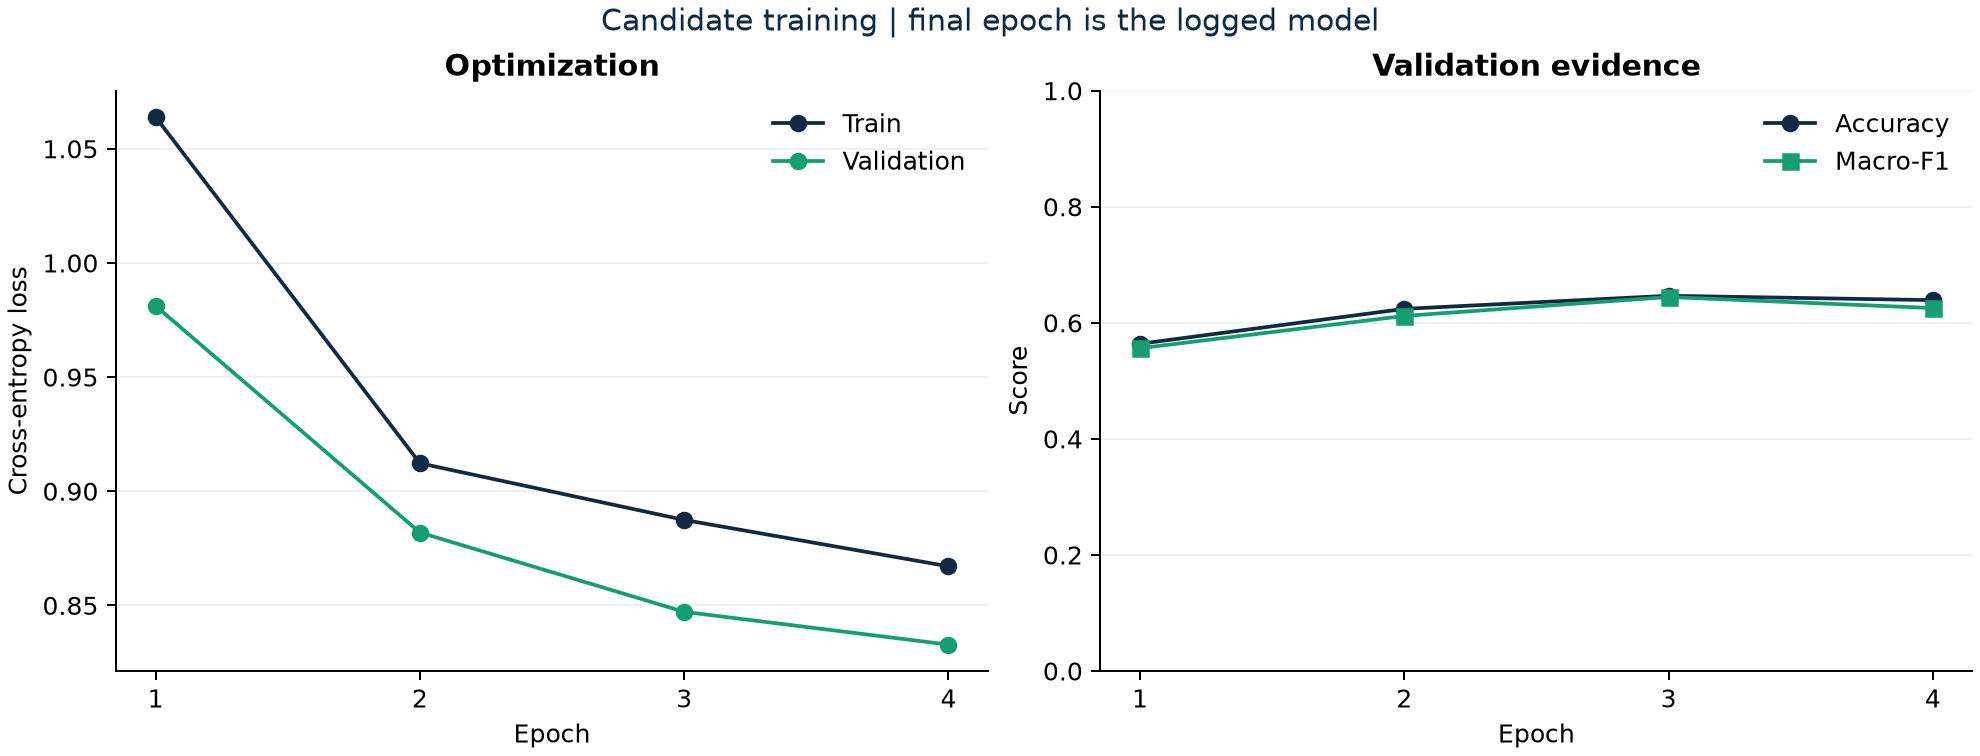 Candidate training | final epoch is the logged model
Optimization
Cross-entropy loss
1.05
1.00
0.95
0.90
0.85
Train
Validation
1
2
3
4
Epoch
Validation evidence
Score
1.0
0.8
0.6
0.4
0.2
0.0
Accuracy
Macro-F1
1
2
3
4
Epoch